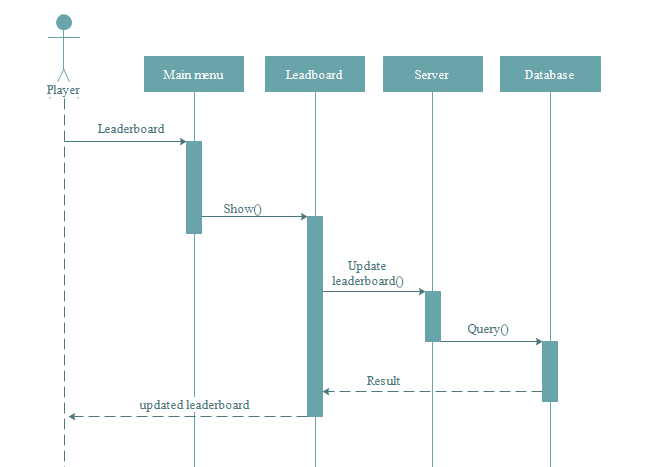 Player
Main menu
Leadboard
Server
Database
Leaderboard
Show()
Update
leaderboard()
Query()
Result
updated leaderboard